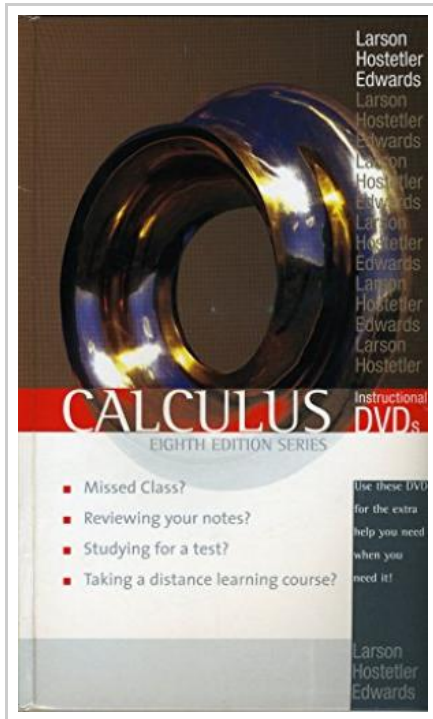 Larson
Hostetler
Edwards
Larson
Hostetler
Edwards
Larson
Hostetler
Edwards
Larson
Hostetler
Edwards
Larson
Hostetler
Edwards
Larson
Hostetler
CALCULUS
Instructional
DVDs
EIGHTH EDITION SERIES
■ Missed Class?
■ Reviewing your notes?
■ Studying for a test?
■ Taking a distance learning course?
Use these DVD
for the extra
help you need
when you
need it!
Larson
Hostetler
Edwards